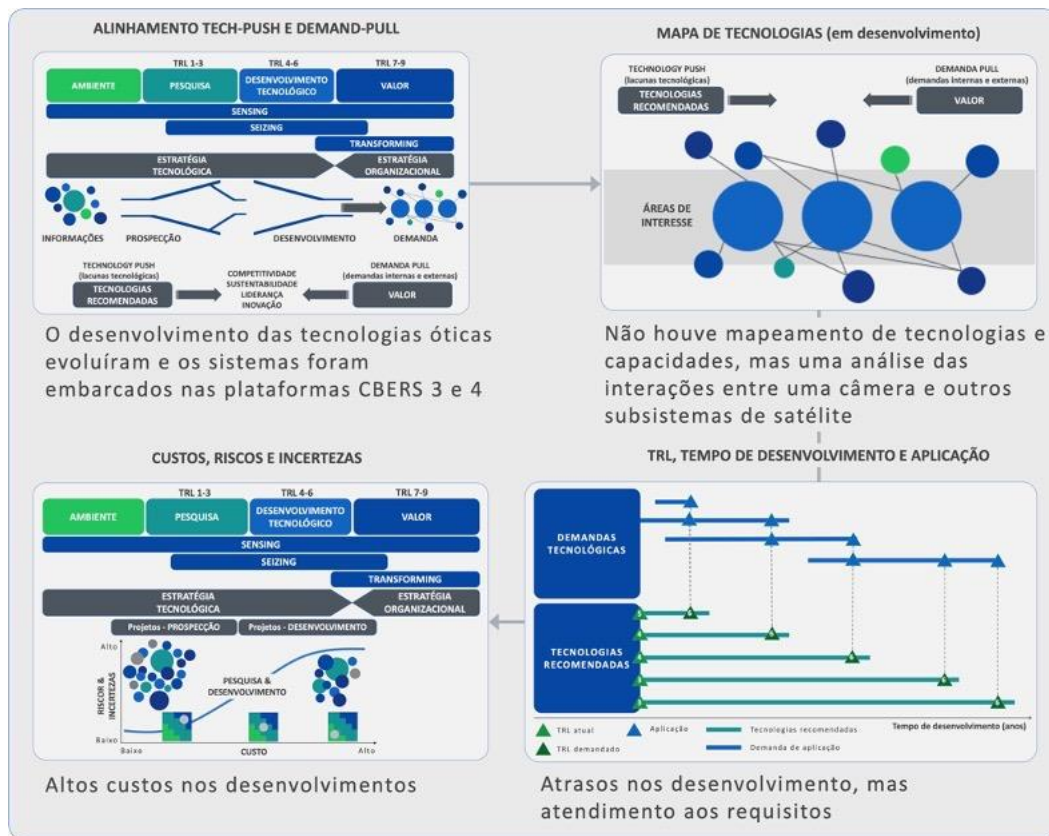 ALINHAMENTO TECH-PUSH E DEMAND-PULL
TRL 1-3
TRL 4-6
TRL 7-9
AMBIENTE
PESQUISA
DESENVOLVIMENTO
TECNOLÓGICO
VALOR
SENSING
SEIZING
TRANSFORMING
ESTRATÉGIA
TECNOLÓGICA
ESTRATÉGIA
ORGANIZACIONAL
INFORMAÇÕES
PROSPECÇÃO
DESENVOLVIMENTO
DEMANDA
TECHNOLOGY PUSH
(lacunas tecnológicas)
TECNOLOGIAS
RECOMENDADAS
COMPETITIVIDADE
SUSTENTABILIDADE
LIDERANÇA
INOVAÇÃO
DEMANDA PULL
(demandas internas e externas)
VALOR
O desenvolvimento das tecnologias óticas
evoluíram e os sistemas foram
embarcados nas plataformas CBERS 3 e 4
MAPA DE TECNOLOGIAS (em desenvolvimento)
TECHNOLOGY PUSH
(lacunas tecnológicas)
TECNOLOGIAS
RECOMENDADAS
DEMANDA PULL
(demandas internas e externas)
VALOR
ÁREAS DE
INTERESSE
Não houve mapeamento de tecnologias e
capacidades, mas uma análise das
interações entre uma câmera e outros
subsistemas de satélite
CUSTOS, RISCOS E INCERTEZAS
TRL 1-3
TRL 4-6
TRL 7-9
AMBIENTE
PESQUISA
DESENVOLVIMENTO
TECNOLÓGICO
VALOR
SENSING
SEIZING
TRANSFORMING
ESTRATÉGIA
TECNOLÓGICA
ESTRATÉGIA
ORGANIZACIONAL
Projetos - PROSPECÇÃO
Projetos - DESENVOLVIMENTO
Alto
RISCOR &
INCERTEZAS
PESQUISA &
DESENVOLVIMENTO
Baixo
Baixo
CUSTO
Alto
Altos custos nos desenvolvimentos
TRL, TEMPO DE DESENVOLVIMENTO E APLICAÇÃO
DEMANDAS
TECNOLÓGICAS
TECNOLOGIAS
RECOMENDADAS
Tempo de desenvolvimento (anos)
TRL atual
Aplicação
Tecnologias recomendadas
TRL demandado
Demanda de aplicação
Atrasos nos desenvolvimento, mas
atendimento aos requisitos